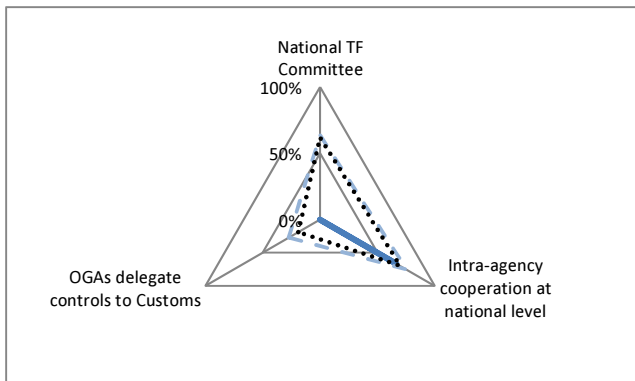 National TF
Committee
100%
50%
0%
OGAs delegate
controls to Customs
Intra-agency
cooperation at
national level